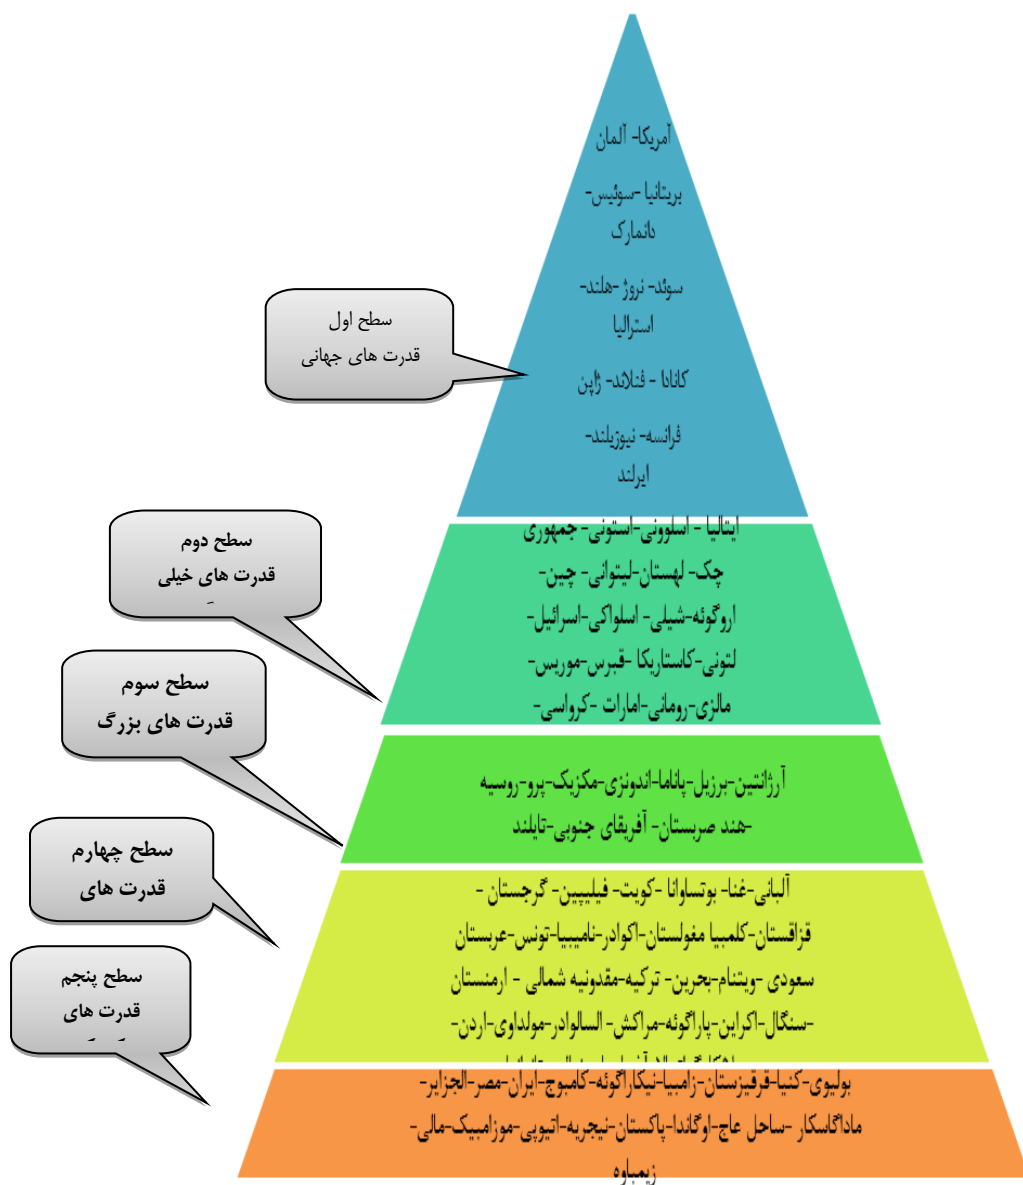 آمریکا- آلمان
بریتانیا -سوئیس-
دانمارک
سوئد- نروژ -هلند-
استرالیا
کانادا - فنلاند- ژاپن
فرانسه- نیوزیلند-
ایرلند
سطح اول
قدرت های جهانی
ایتالیا - اسلوونی-استونی- جمهوری
چک- لهستان-لیتوانی- چین-
اروگوئه-شیلی- اسلواکی-اسرائیل-
لتونی-کاستاریکا -قبرس-موریس-
مالزی-رومانی-امارات -کرواسی-
سطح دوم
قدرت های خیلی
آرژانتین-برزیل-پاناما-اندونزی-مکزیک-پرو-روسیه
-هند صربستان- آفریقای جنوبی-تایلند
سطح سوم
قدرت های بزرگ
آلبانی-غنا- بوتساوانا -کویت- فیلیپین- گرجستان -
قزاقستان-کلمبیا مغولستان-اکوادر-نامیبیا-تونس-عربستان
سعودی -ویتنام-بحرین- ترکیه-مقدونیه شمالی - ارمنستان
-سنگال-اکراین-پاراگوئه-مراکش- السالوادر-مولداوی-اردن-
سطح چهارم
قدرت های
بولیوی-کنیا-قرقیزستان-زامبیا-نیکاراگوئه-کامبوج-ایران-مصر-الجزایر-
ماداگاسکار -ساحل عاج-اوگاندا-پاکستان-نیجریه-اتیوپی-موزامبیک-مالی-
زیمباوه
سطح پنجم
قدرت های